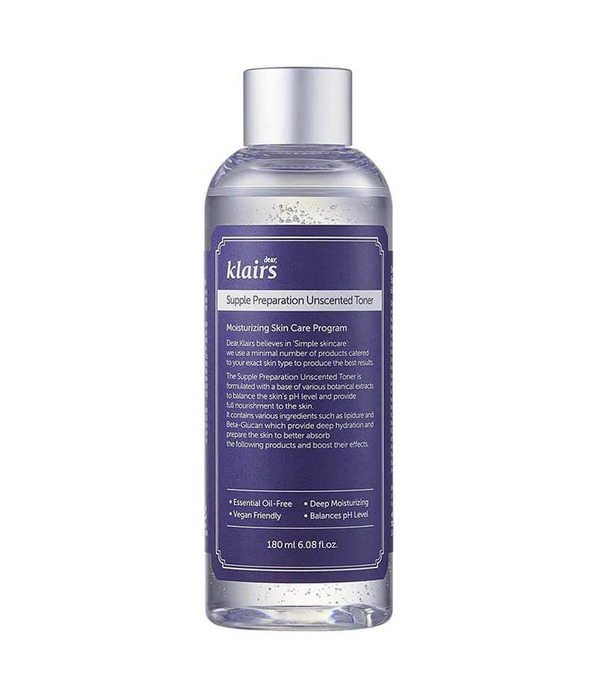 dear,
klairs
Supple Preparation Unscented Toner
Moisturizing Skin Care Program
Dear,Klairs believes in 'Simple skincare':
we use a minimal number of products catered
to your exact skin type to produce the best results.
The Supple Preparation Unscented Toner is
formulated with a base of various botanical extracts
to balance the skin's pH level and provide
full nourishment to the skin.
It contains various ingredients such as lipidure and
Beta-Glucan which provide deep hydration and
prepare the skin to better absorb
the following products and boost their effects.
• Essential Oil-Free • Deep Moisturizing
• Vegan Friendly • Balances pH Level
180 ml 6.08 fl.oz.